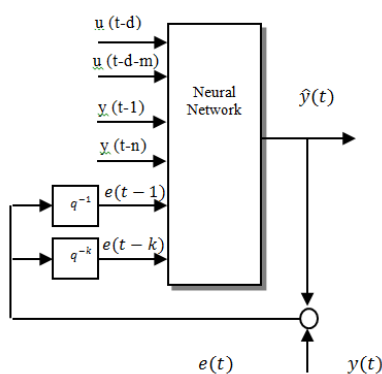 u (t-d)
u (t-d-m)
y (t-1)
y (t-n)
Neural
Network
ŷ(t)
q⁻¹
e(t − 1)
q⁻ᵏ
e(t − k)
e(t)
y(t)